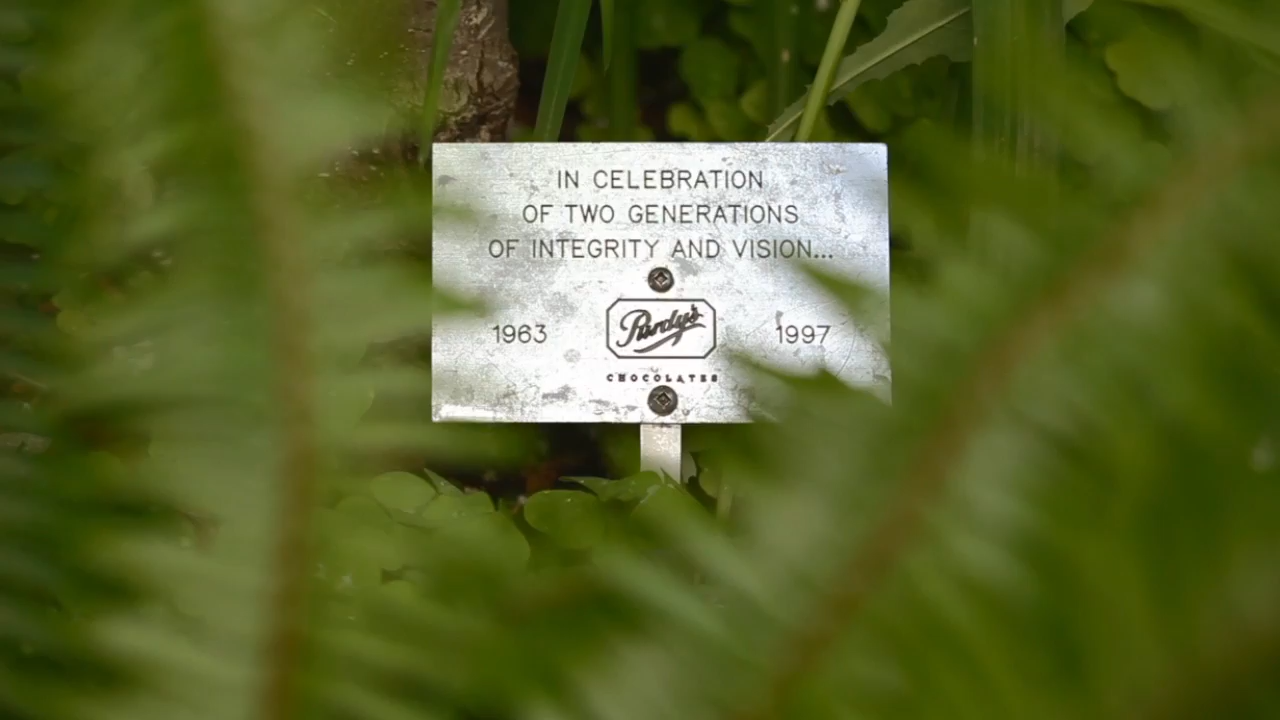 IN CELEBRATION
OF TWO GENERATIONS
OF INTEGRITY AND VISION...
1963 Purdy's 1997
CHOCOLATES